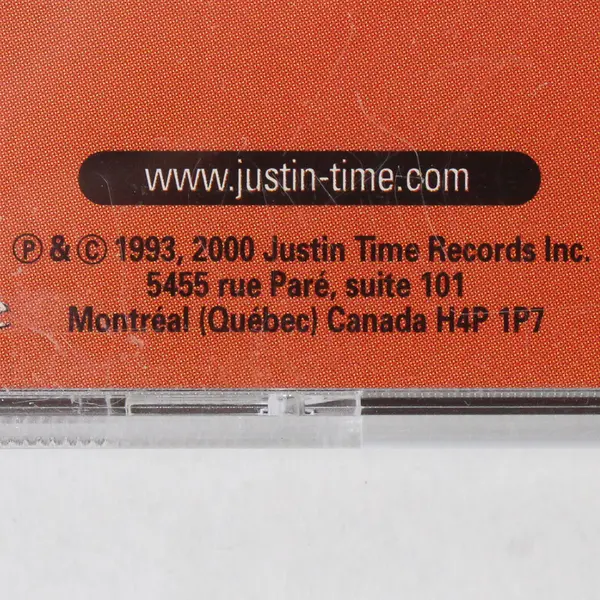 www.justin-time.com
℗ & © 1993, 2000 Justin Time Records Inc.
5455 rue Paré, suite 101
Montréal (Québec) Canada H4P 1P7